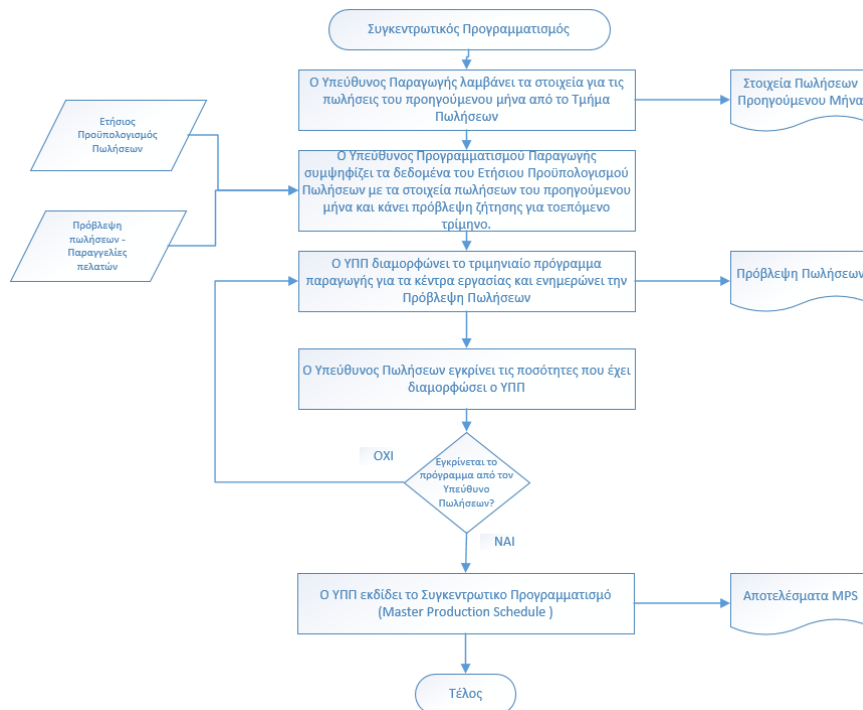 Συγκεντρωτικός Προγραμματισμός
Ο Υπεύθυνος Παραγωγής λαμβάνει τα στοιχεία για τις
πωλήσεις του προηγούμενου μήνα από το Τμήμα
Πωλήσεων
Στοιχεία Πωλήσεων
Προηγούμενου Μήνα
Ετήσιος
Προϋπολογισμός
Πωλήσεων
Ο Υπεύθυνος Προγραμματισμού Παραγωγής
συμψηφίζει τα δεδομένα του Ετήσιου Προϋπολογισμού
Πωλήσεων με τα στοιχεία πωλήσεων του προηγούμενου
μήνα και κάνει πρόβλεψη ζήτησης για τοεπόμενο
τρίμηνο.
Πρόβλεψη
πωλήσεων -
Παραγγελίες
πελατών
Ο ΥΠΠ διαμορφώνει το τριμηνιαίο πρόγραμμα
παραγωγής για τα κέντρα εργασίας και ενημερώνει την
Πρόβλεψη Πωλήσεων
Πρόβλεψη Πωλήσεων
Ο Υπεύθυνος Πωλήσεων εγκρίνει τις ποσότητες που έχει
διαμορφώσει ο ΥΠΠ
ΟΧΙ
Έγκρίνεται το
πρόγραμμα από τον
Υπεύθυνο
Πωλήσεων?
ΝΑΙ
Ο ΥΠΠ εκδίδει το Συγκεντρωτικο Προγραμματισμό
(Master Production Schedule )
Αποτελέσματα MPS
Τέλος